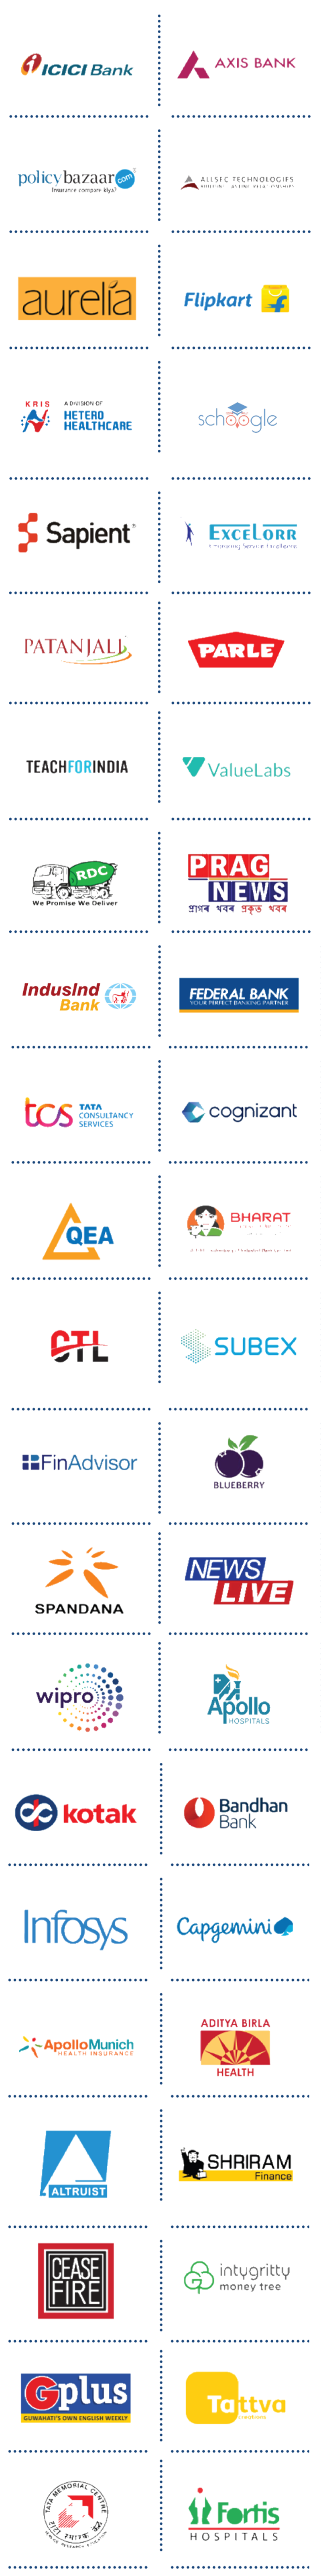 ICICI Bank
AXIS BANK
policybazaar.com
Insurance compare kiya?
ALLSEC TECHNOLOGIES
aurelia
Flipkart
KRIS
A DIVISION OF
HETERO
HEALTHCARE
schoogle
Sapient
EXCELORR
PATANJALI
PARLE
TEACHFORINDIA
ValueLabs
RDC
We Promise We Deliver
PRAG
NEWS
প্ৰাগৰ খবৰ প্ৰকৃত খবৰ
IndusInd
Bank
FEDERAL BANK
YOUR PERFECT BANKING PARTNER
tcs
TATA
CONSULTANCY
SERVICES
cognizant
QEA
BHARAT
CTL
SUBEX
FinAdvisor
BLUEBERRY
SPANDANA
NEWS
LIVE
wipro
Apollo
HOSPITALS
kotak
Bandhan
Bank
Infosys
Capgemini
ApolloMunich
HEALTH INSURANCE
ADITYA BIRLA
HEALTH
ALTRUIST
SHRIRAM
Finance
CEASE
FIRE
intygritty
money tree
Gplus
GUWAHATI'S OWN ENGLISH WEEKLY
Tattva
creations
TATA MEMORIAL CENTRE
Fortis
HOSPITALS